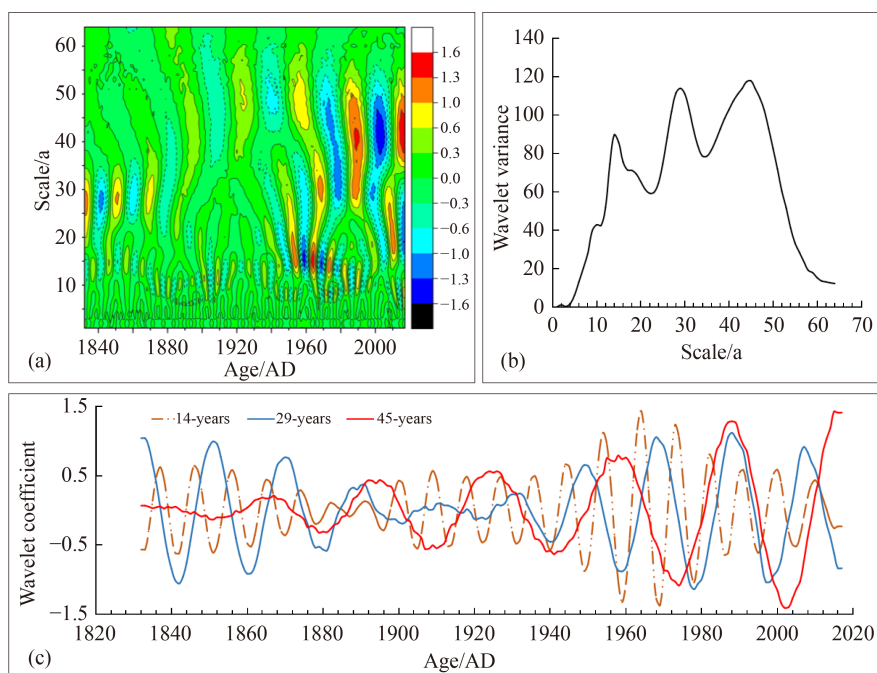 60
50
40
30
20
10
Scale/a
1840 1880 1920 1960 2000
Age/AD
(a)
1.6
1.3
1.0
0.6
0.3
0.0
−0.3
−0.6
−1.0
−1.3
−1.6
140
120
100
80
60
40
20
0
Wavelet variance
0 10 20 30 40 50 60 70
Scale/a
(b)
1.5
0.5
−0.5
−1.5
Wavelet coefficient
14-years 29-years 45-years
1820 1840 1860 1880 1900 1920 1940 1960 1980 2000 2020
Age/AD
(c)